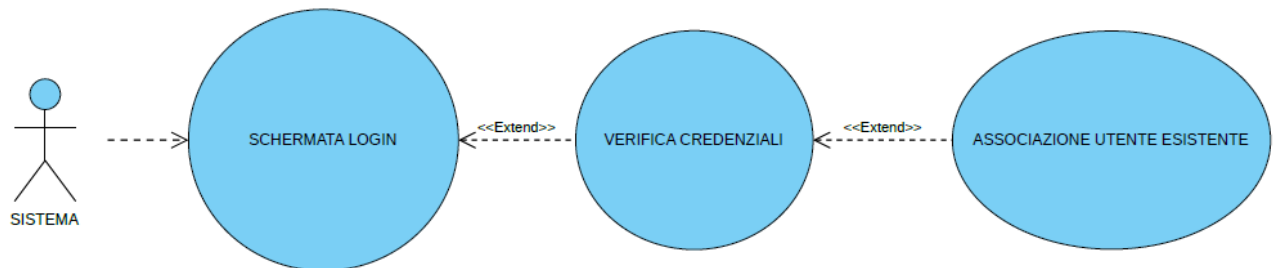 SISTEMA
SCHERMATA LOGIN
<<Extend>>
VERIFICA CREDENZIALI
<<Extend>>
ASSOCIAZIONE UTENTE ESISTENTE